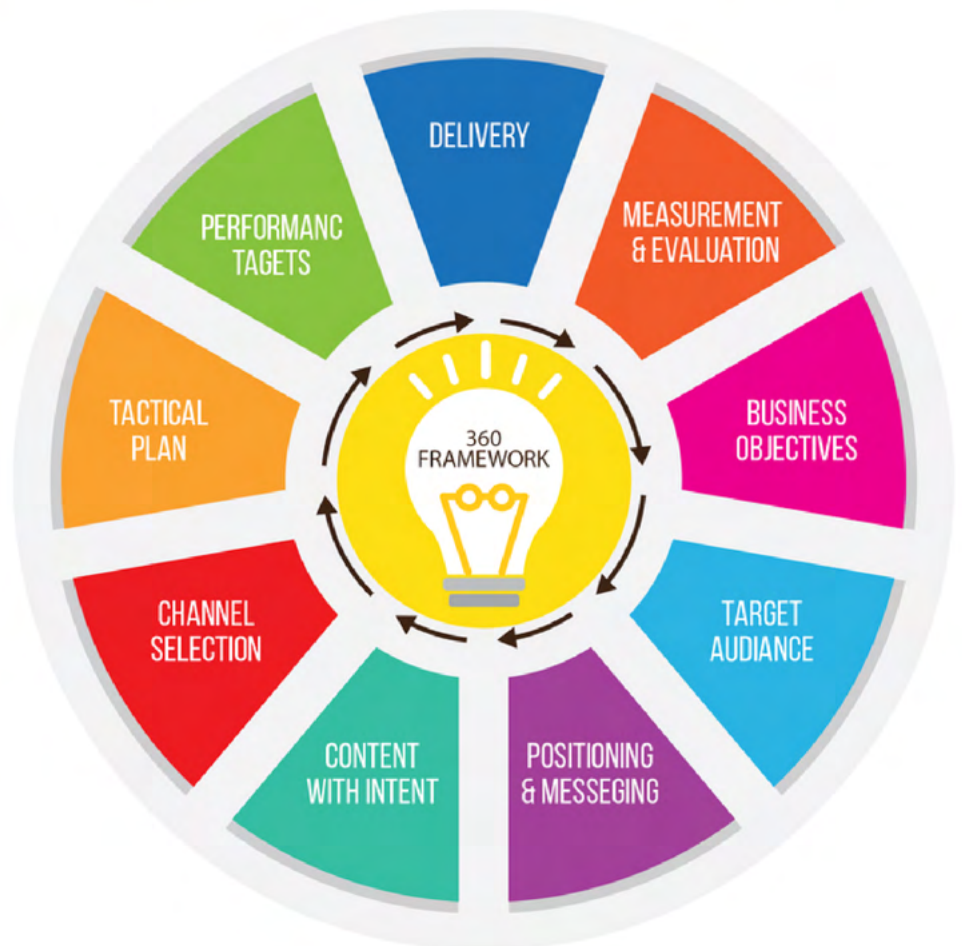 DELIVERY
MEASUREMENT
& EVALUATION
BUSINESS
OBJECTIVES
TARGET
AUDIANCE
POSITIONING
& MESSEGING
CONTENT
WITH INTENT
CHANNEL
SELECTION
TACTICAL
PLAN
PERFORMANC
TAGETS
360
FRAMEWORK